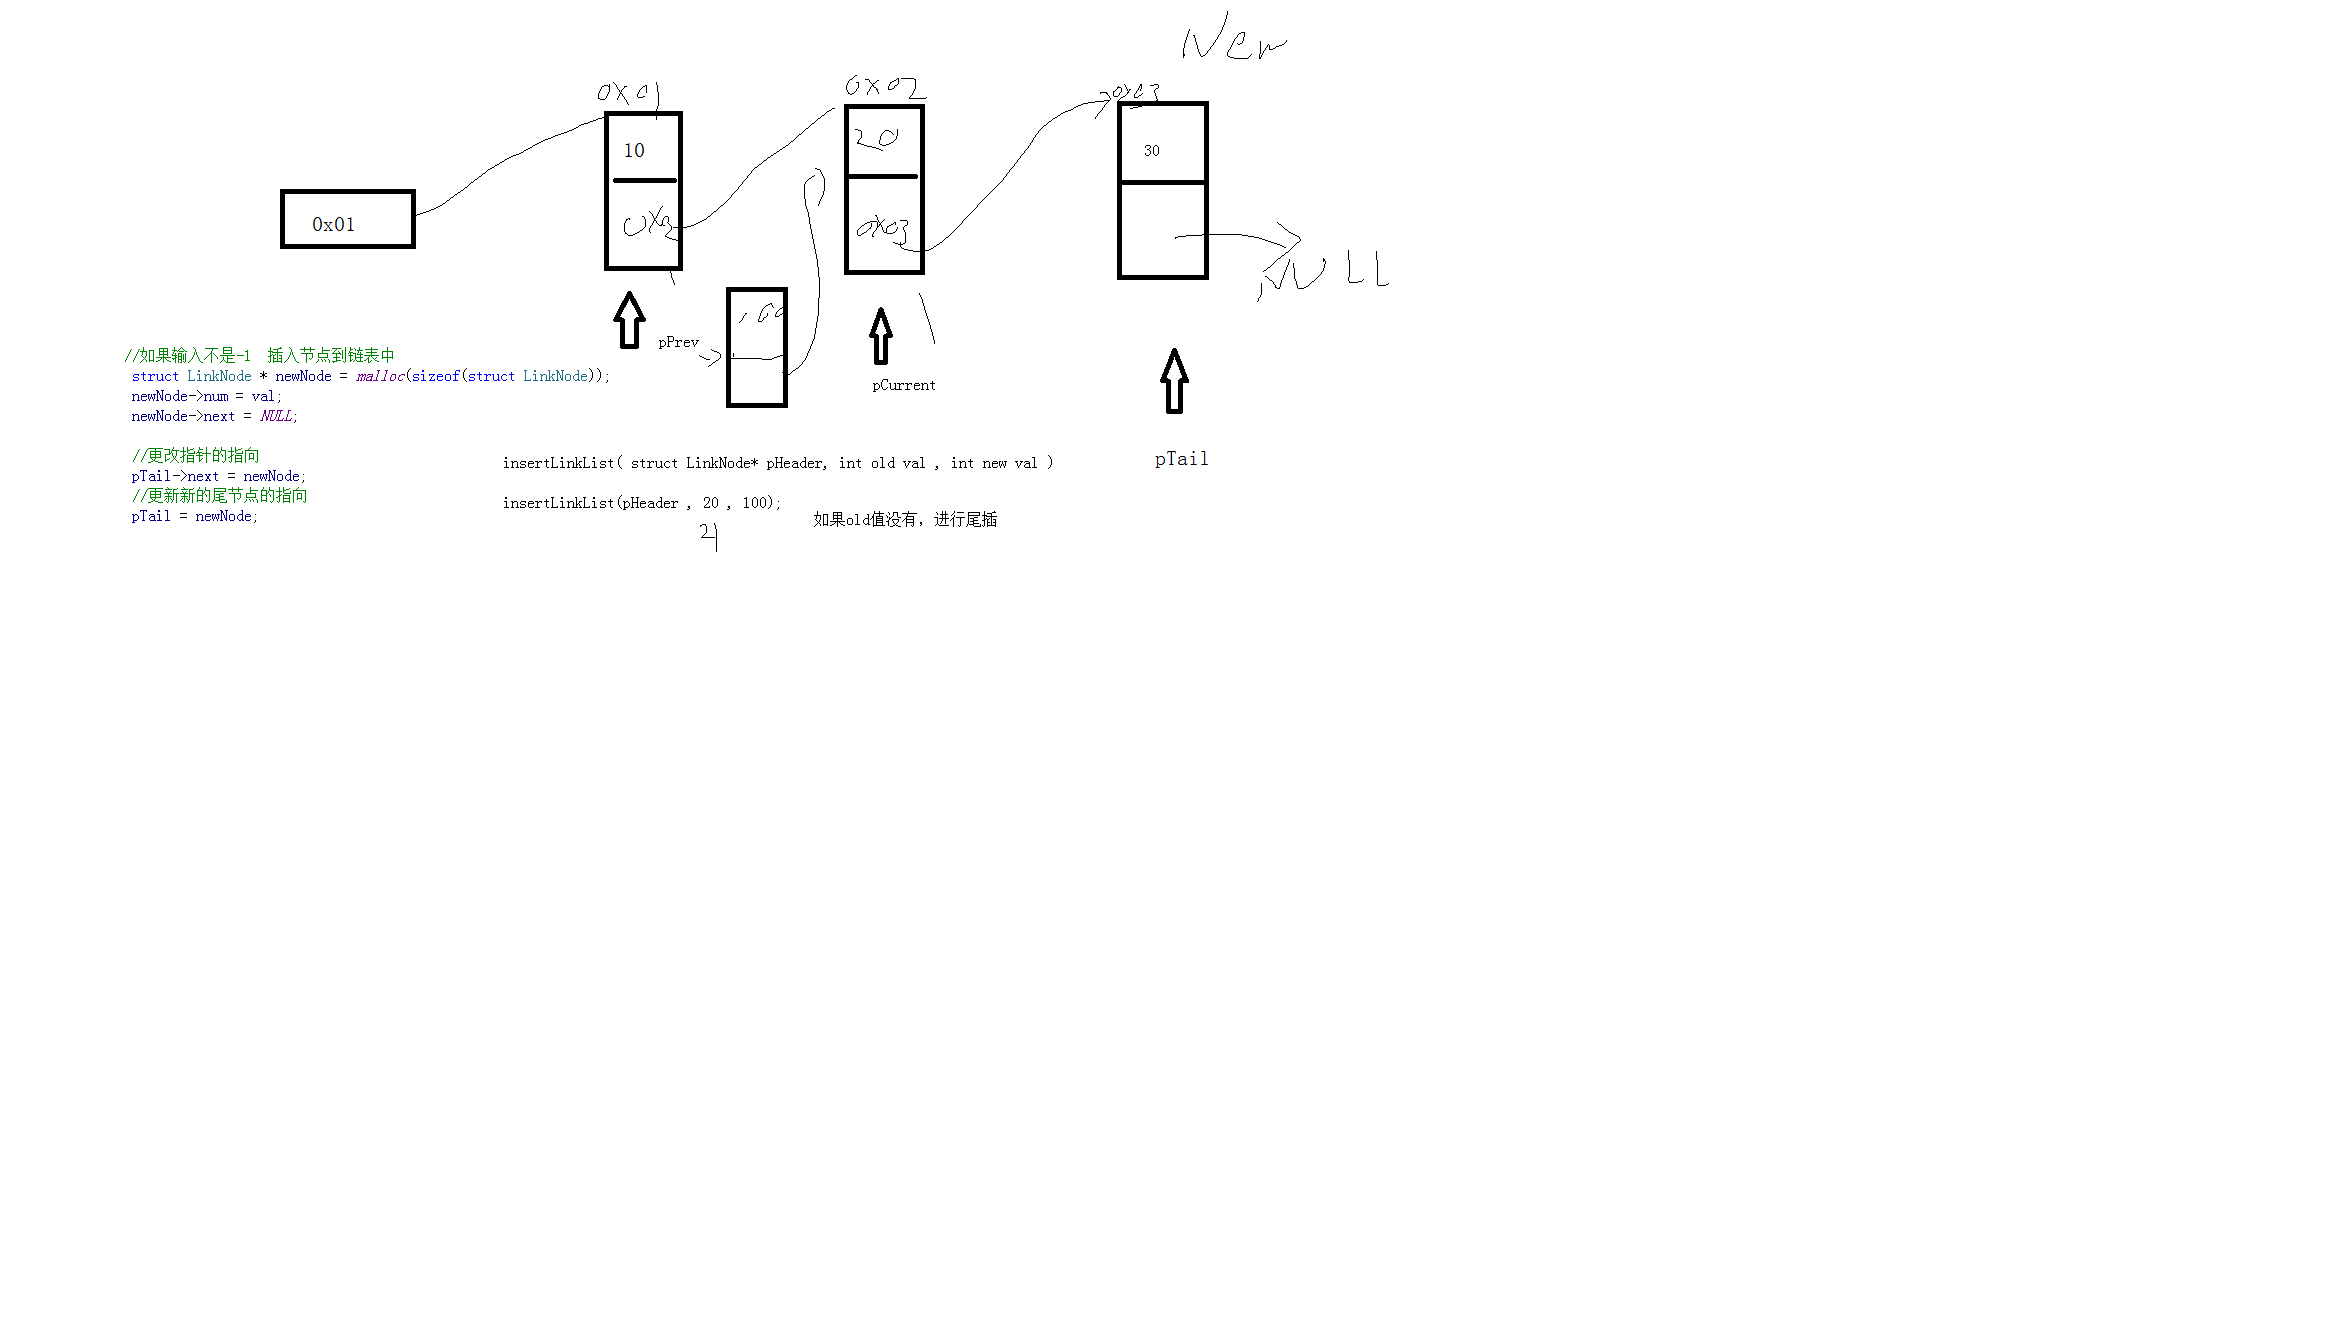 New
0x01
0x02
0x03
10
20
30
0x01
0x02
0x03
NULL
100
pPrev
pCurrent
pTail
//如果输入不是-1  插入节点到链表中
struct LinkNode * newNode = malloc(sizeof(struct LinkNode));
newNode->num = val;
newNode->next = NULL;
//更改指针的指向
pTail->next = newNode;
//更新新的尾节点的指向
pTail = newNode;
insertLinkList( struct LinkNode* pHeader, int old val , int new val )
insertLinkList(pHeader , 20 , 100);
21
如果old值没有，进行尾插